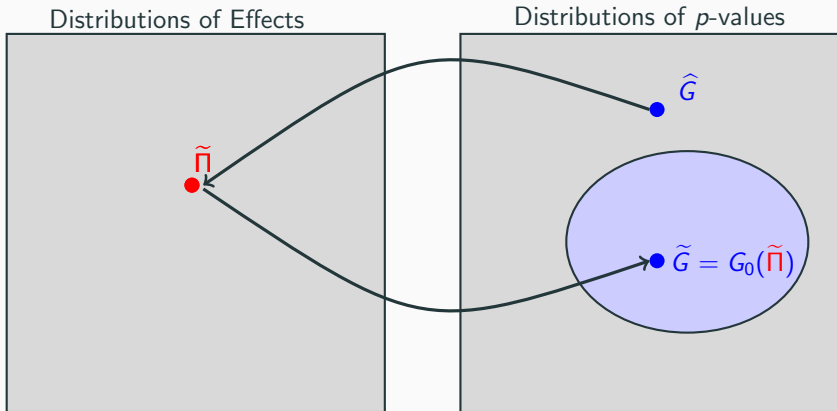 Distributions of Effects
Distributions of p-values
Ĝ
Π̃
G̃ = G₀(Π̃)